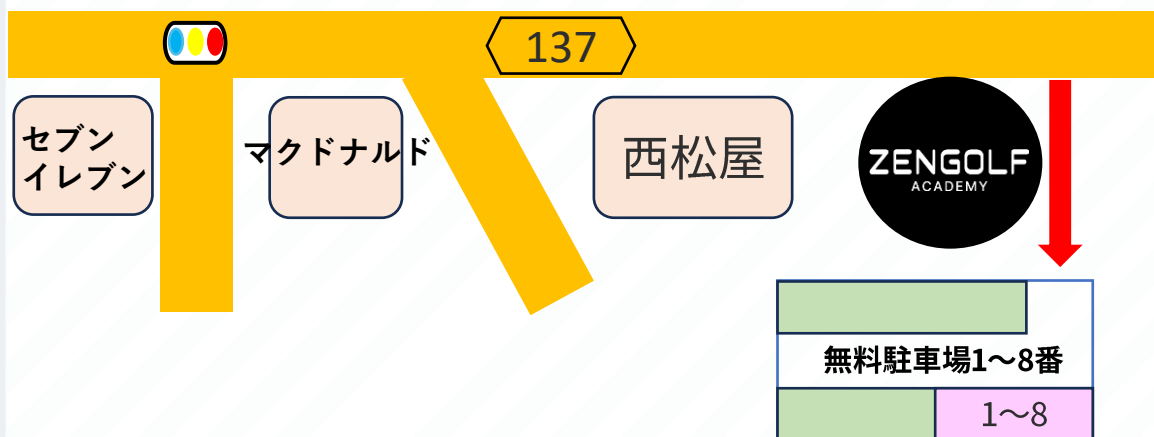 137
セブン
イレブン
マクドナルド
西松屋
ZENGOLF
ACADEMY
無料駐車場1〜8番
1〜8